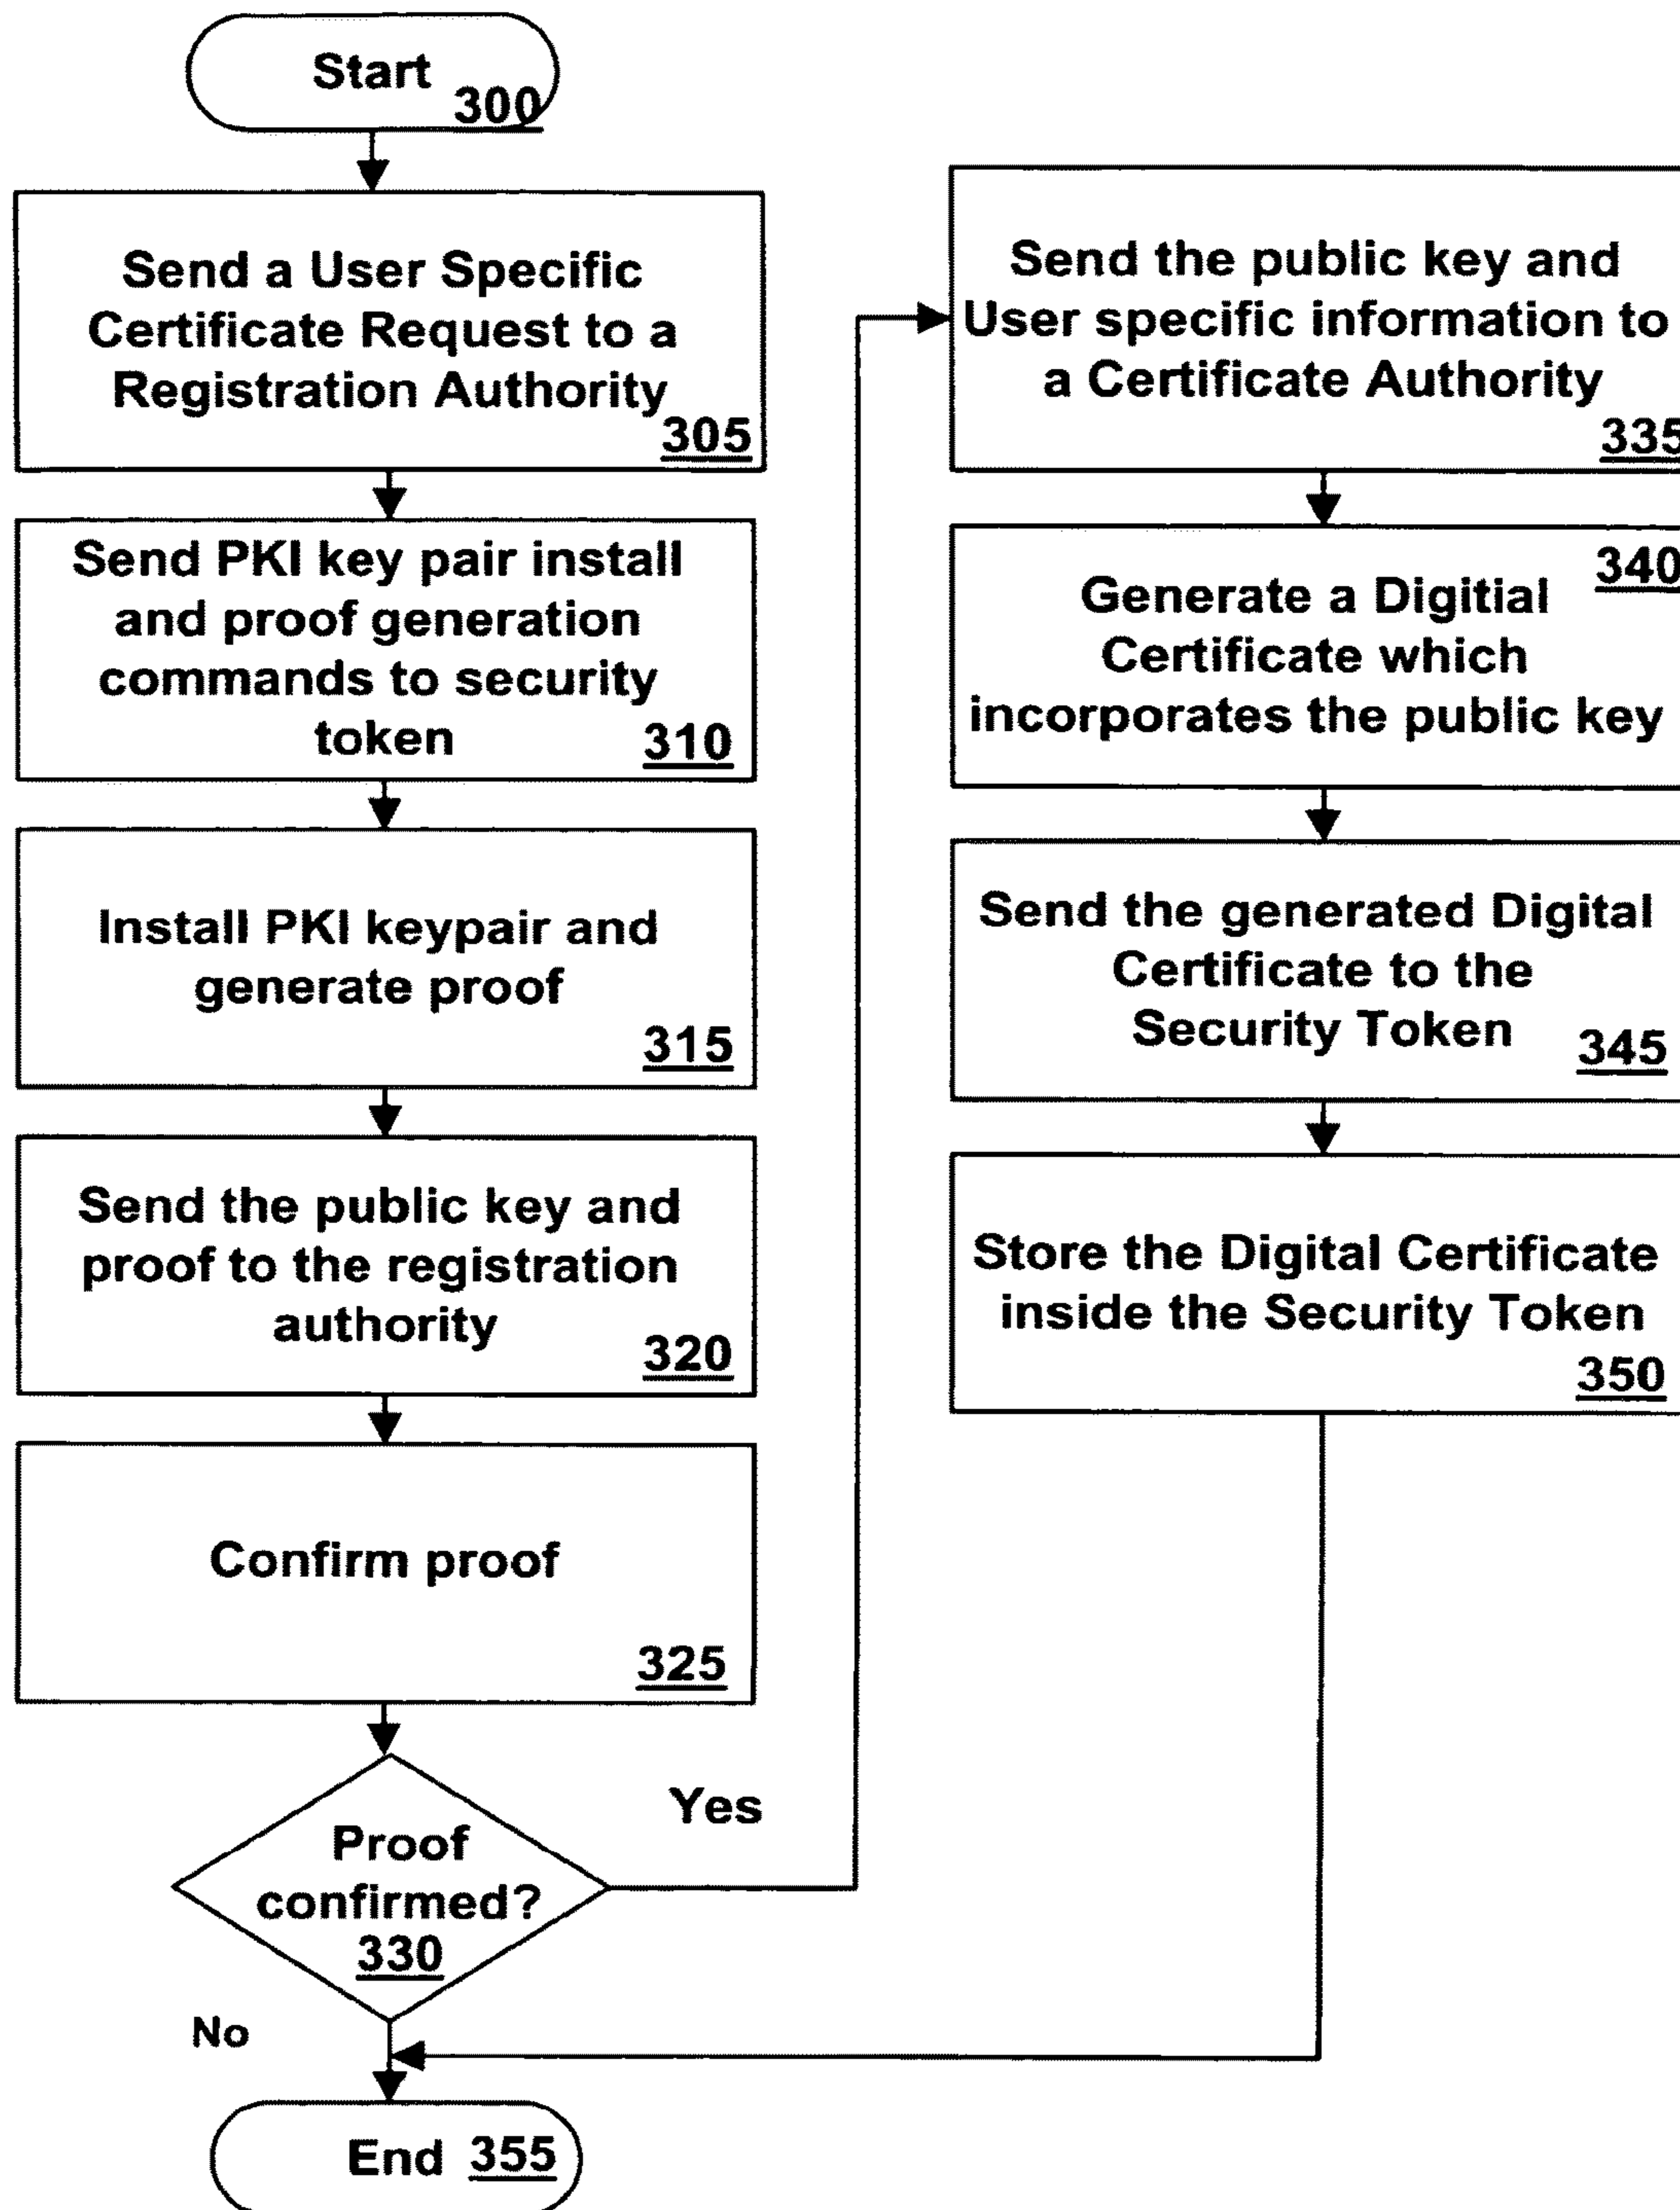 Start
300
Send a User Specific
Certificate Request to a
Registration Authority
305
Send PKI key pair install
and proof generation
commands to security
token
310
Install PKI keypair and
generate proof
315
Send the public key and
proof to the registration
authority
320
Confirm proof
325
Proof
confirmed?
330
Yes
No
End 355
Send the public key and
User specific information to
a Certificate Authority
335
340
Generate a Digitial
Certificate which
incorporates the public key
Send the generated Digital
Certificate to the
Security Token
345
Store the Digital Certificate
inside the Security Token
350